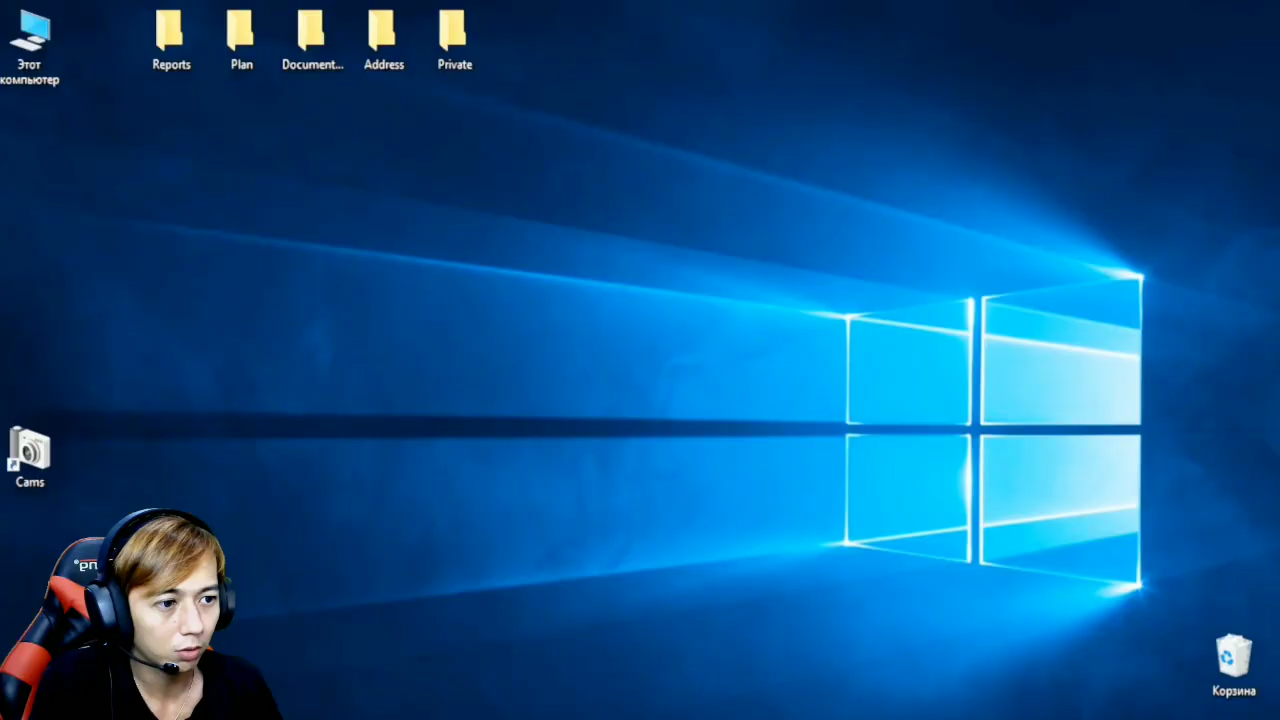 Этот
компьютер
Reports
Plan
Document...
Address
Private
Cams
Корзина